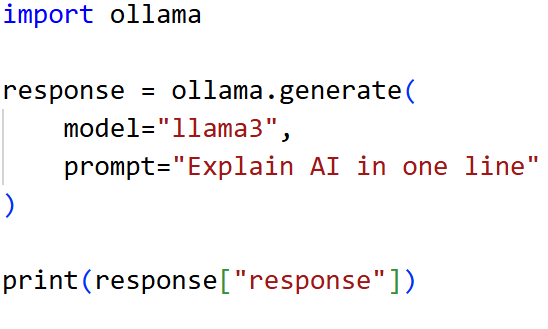 import ollama

response = ollama.generate(
    model="llama3",
    prompt="Explain AI in one line"
)

print(response["response"])